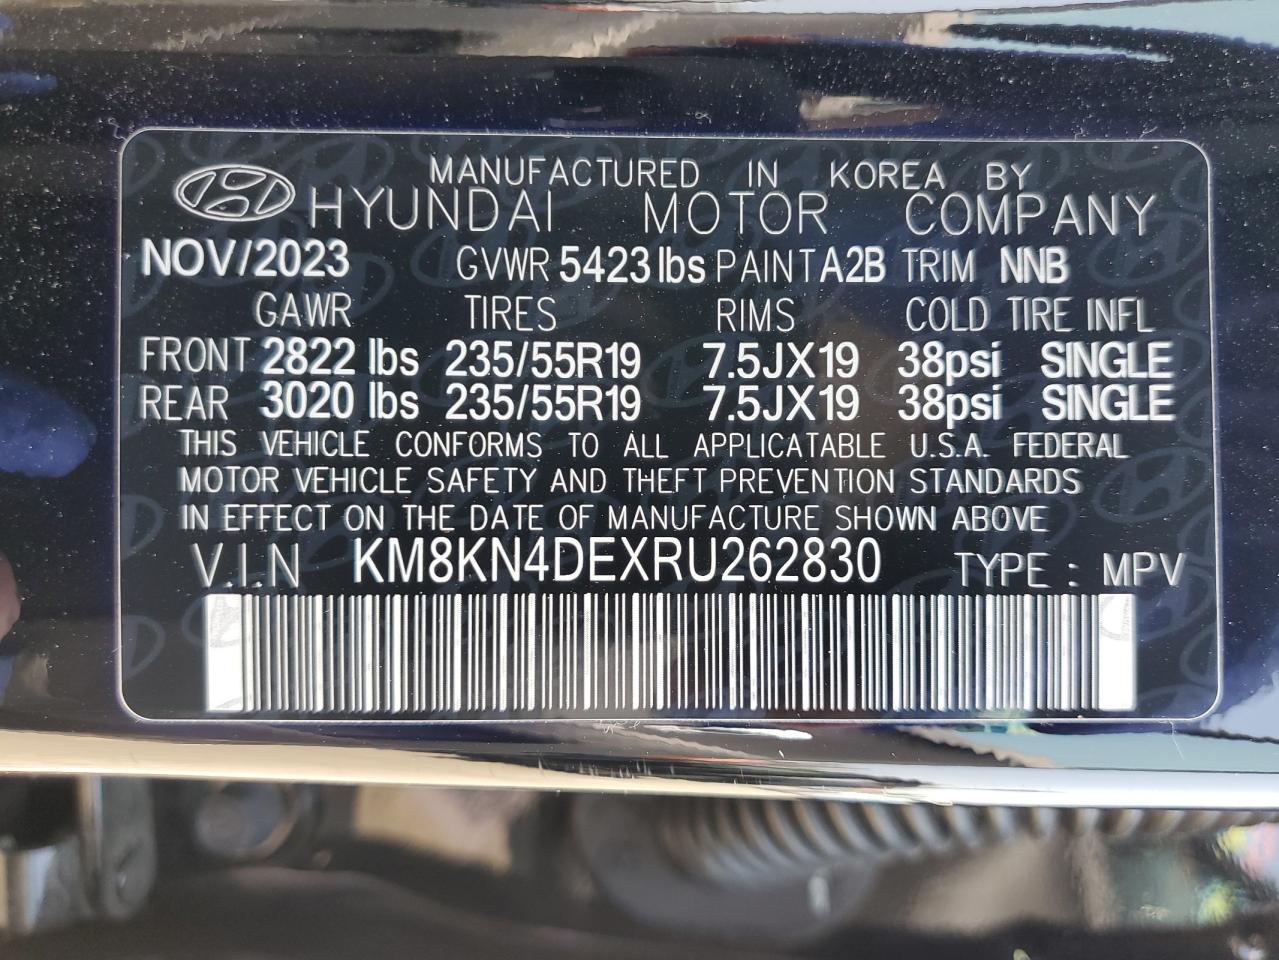 MANUFACTURED IN KOREA BY
HYUNDAI MOTOR COMPANY
NOV/2023 GVWR 5423lbs PAINT A2B TRIM NNB
GAWR TIRES RIMS COLD TIRE INFL
FRONT 2822 lbs 235/55R19 7.5JX19 38psi SINGLE
REAR 3020 lbs 235/55R19 7.5JX19 38psi SINGLE
THIS VEHICLE CONFORMS TO ALL APPLICATABLE U.S.A. FEDERAL
MOTOR VEHICLE SAFETY AND THEFT PREVENTION STANDARDS
IN EFFECT ON THE DATE OF MANUFACTURE SHOWN ABOVE
V.I.N KM8KN4DEXRU262830 TYPE : MPV